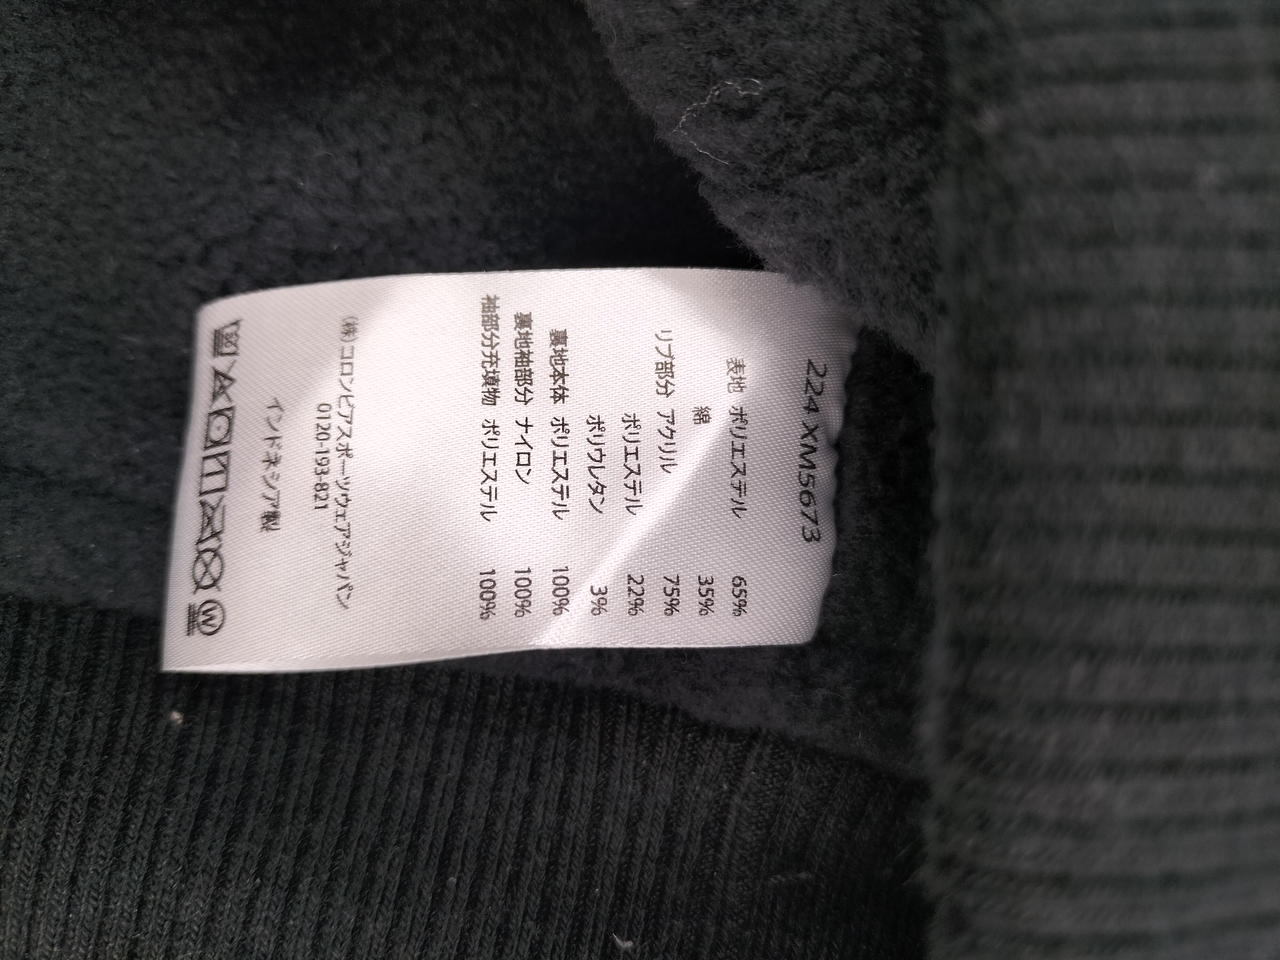 224 XM5673
表地 ポリエステル 65%
綿 35%
リブ部分 アクリル 75%
ポリエステル 22%
ポリウレタン 3%
裏地本体 ポリエステル 100%
裏地袖部分 ナイロン 100%
袖部分充填物 ポリエステル 100%
(株)コロンビアスポーツウェアジャパン
0120-193-821
インドネシア製
W